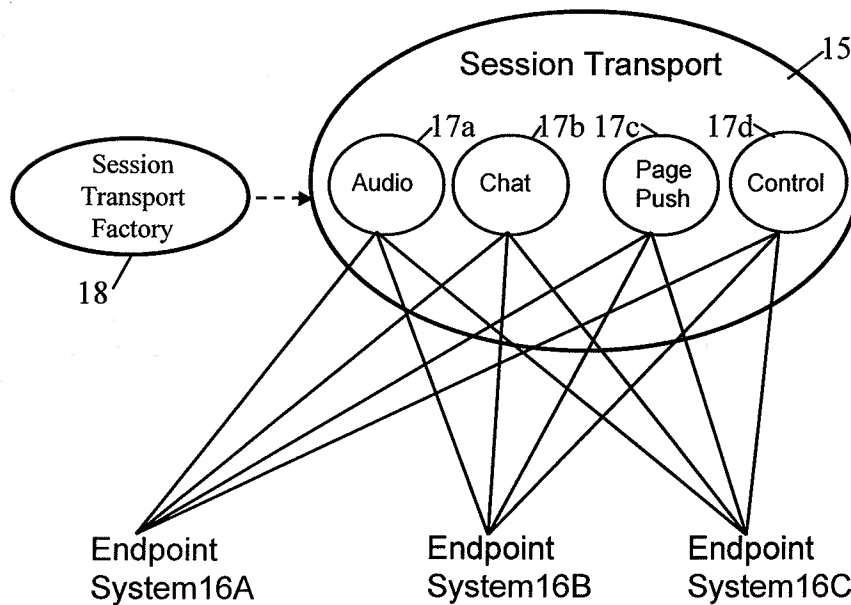 Session Transport
15
17a
17b
17c
17d
Session
Transport
Factory
Audio
Chat
Page
Push
Control
18
Endpoint
System16A
Endpoint
System16B
Endpoint
System16C